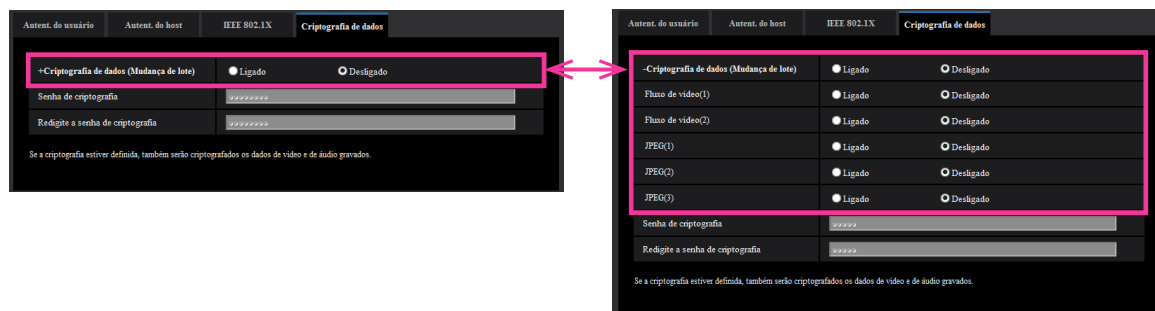 Autent. do usuário Autent. do host IEEE 802.1X Criptografia de dados
+Criptografia de dados (Mudança de lote) Ligado Desligado
Senha de criptografia
Redigite a senha de criptografia
Se a criptografia estiver definida, também serão criptografados os dados de vídeo e de áudio gravados.
Autent. do usuário Autent. do host IEEE 802.1X Criptografia de dados
-Criptografia de dados (Mudança de lote) Ligado Desligado
Fluxo de vídeo(1) Ligado Desligado
Fluxo de vídeo(2) Ligado Desligado
JPEG(1) Ligado Desligado
JPEG(2) Ligado Desligado
JPEG(3) Ligado Desligado
Senha de criptografia
Redigite a senha de criptografia
Se a criptografia estiver definida, também serão criptografados os dados de vídeo e de áudio gravados.